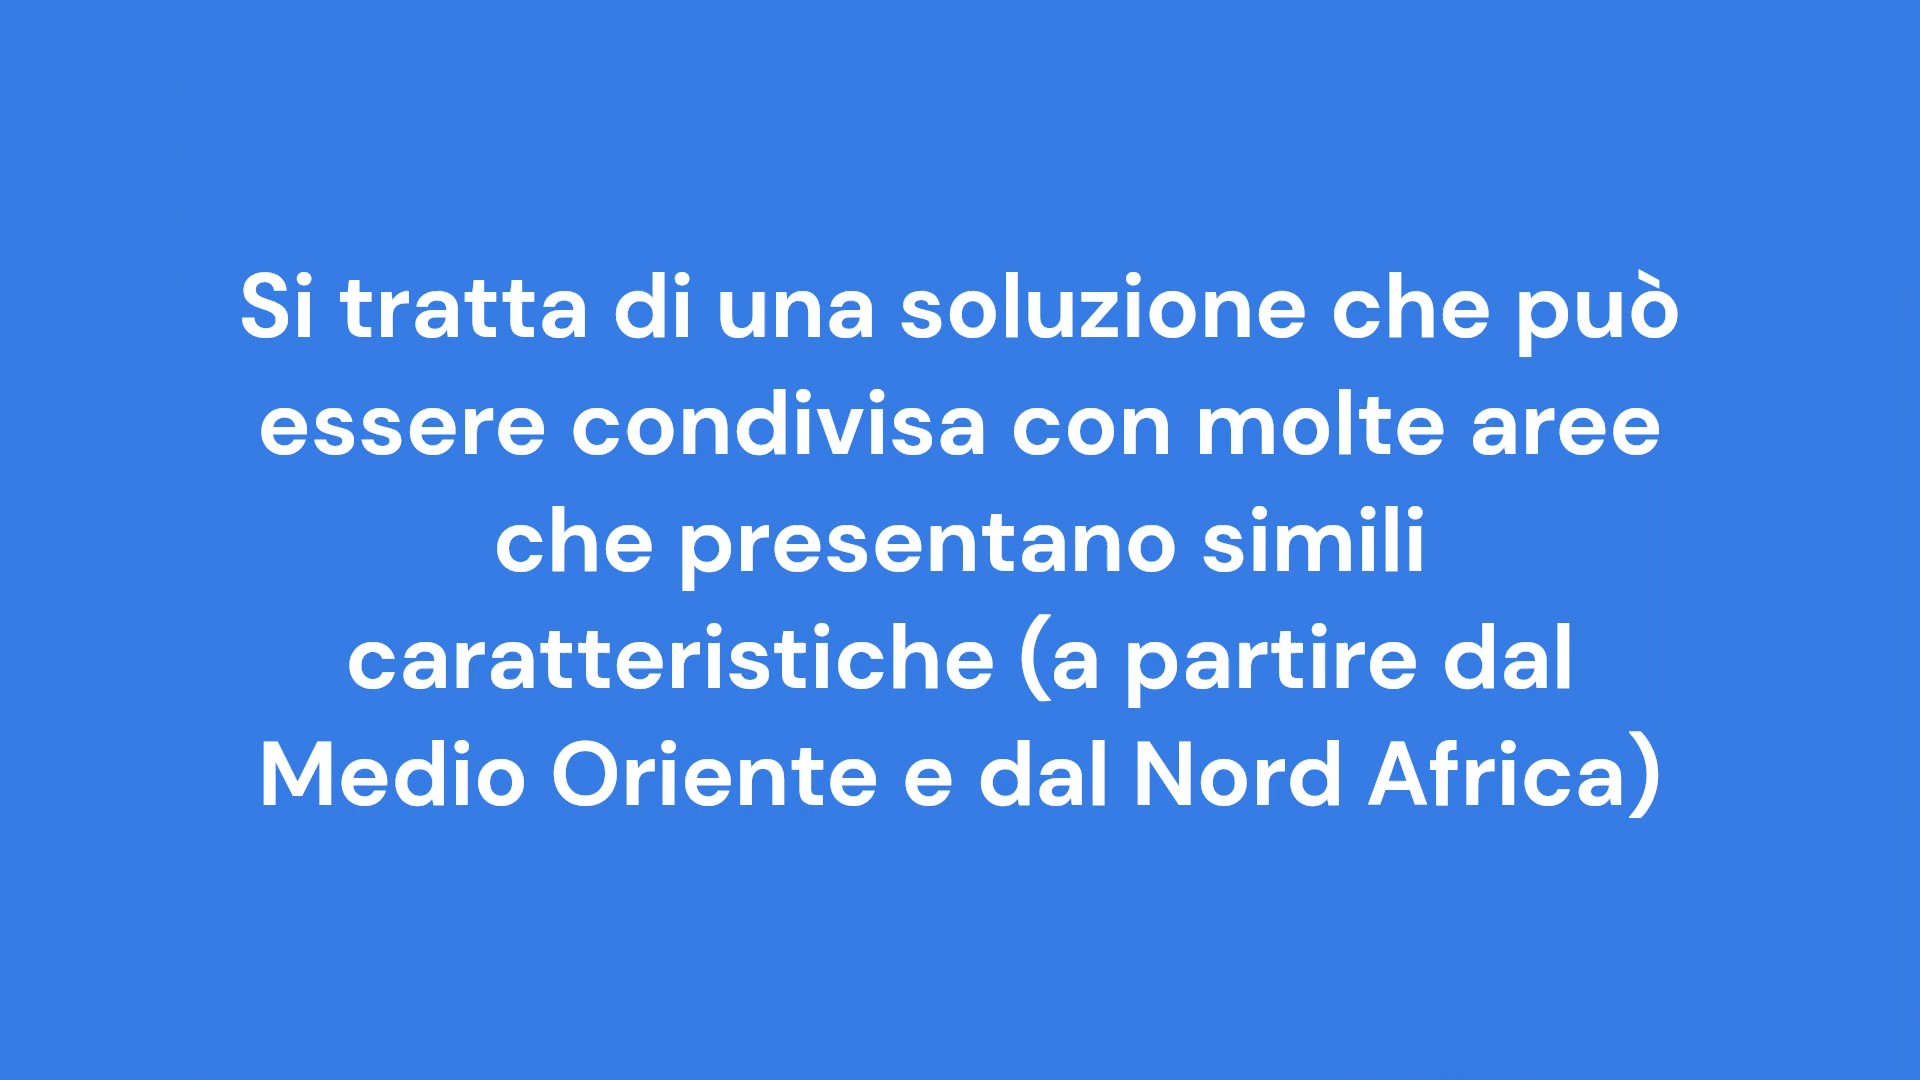 Si tratta di una soluzione che può
essere condivisa con molte aree
che presentano simili
caratteristiche (a partire dal
Medio Oriente e dal Nord Africa)